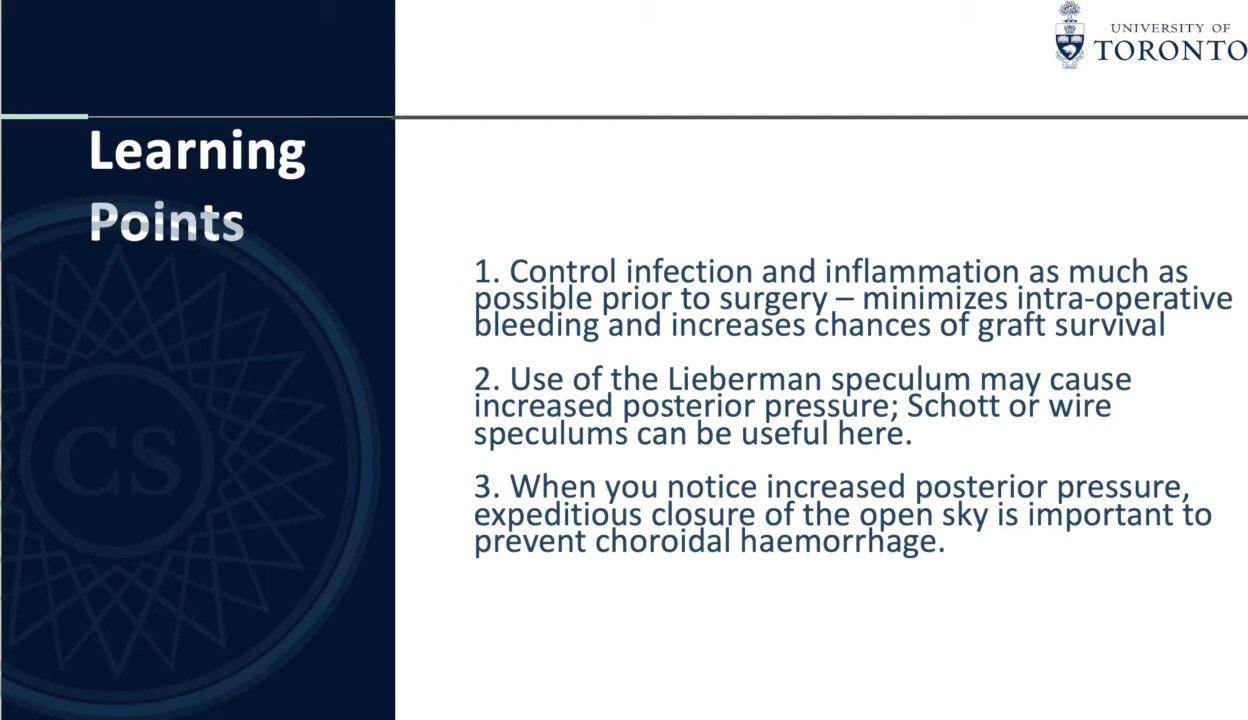 UNIVERSITY OF
TORONTO
Learning
Points
1. Control infection and inflammation as much as
possible prior to surgery – minimizes intra-operative
bleeding and increases chances of graft survival
2. Use of the Lieberman speculum may cause
increased posterior pressure; Schott or wire
speculums can be useful here.
3. When you notice increased posterior pressure,
expeditious closure of the open sky is important to
prevent choroidal haemorrhage.
CS